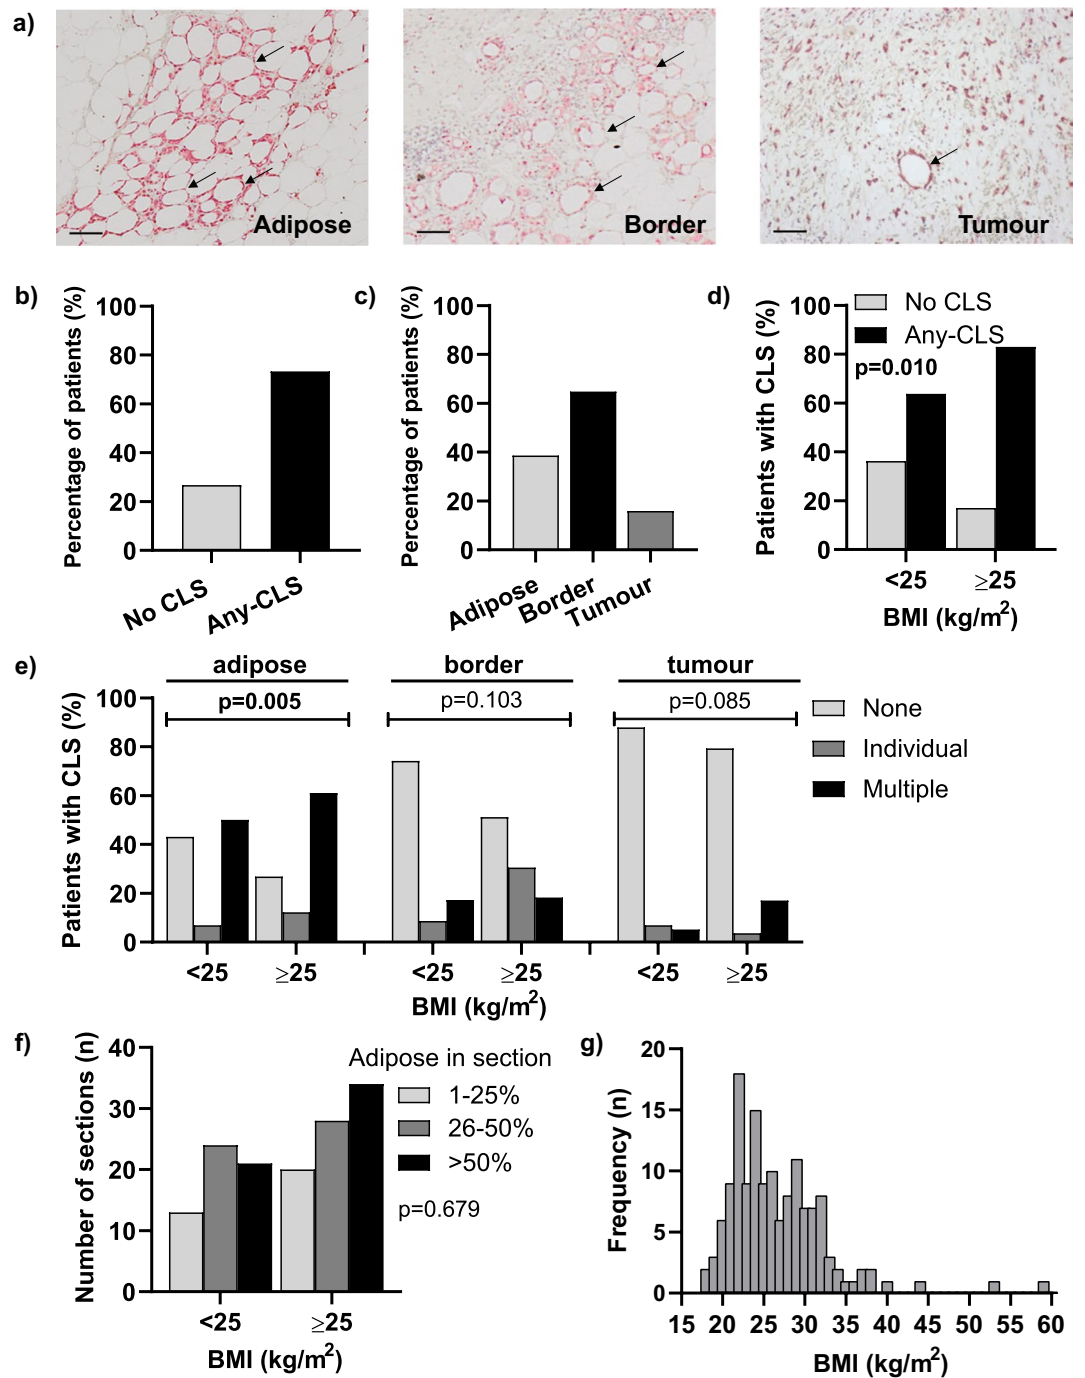 a)
Adipose
Border
Tumour
b)
Percentage of patients (%)
100
80
60
40
20
0
No CLS
Any-CLS
c)
Percentage of patients (%)
100
80
60
40
20
0
Adipose
Border
Tumour
d)
Patients with CLS (%)
100
80
60
40
20
0
No CLS
Any-CLS
p=0.010
<25
≥25
BMI (kg/m²)
e)
adipose
border
tumour
p=0.005
p=0.103
p=0.085
Patients with CLS (%)
100
80
60
40
20
0
None
Individual
Multiple
<25
≥25
<25
≥25
<25
≥25
BMI (kg/m²)
f)
Number of sections (n)
40
30
20
10
0
Adipose in section
1-25%
26-50%
>50%
p=0.679
<25
≥25
BMI (kg/m²)
g)
Frequency (n)
20
15
10
5
0
15 20 25 30 35 40 45 50 55 60
BMI (kg/m²)